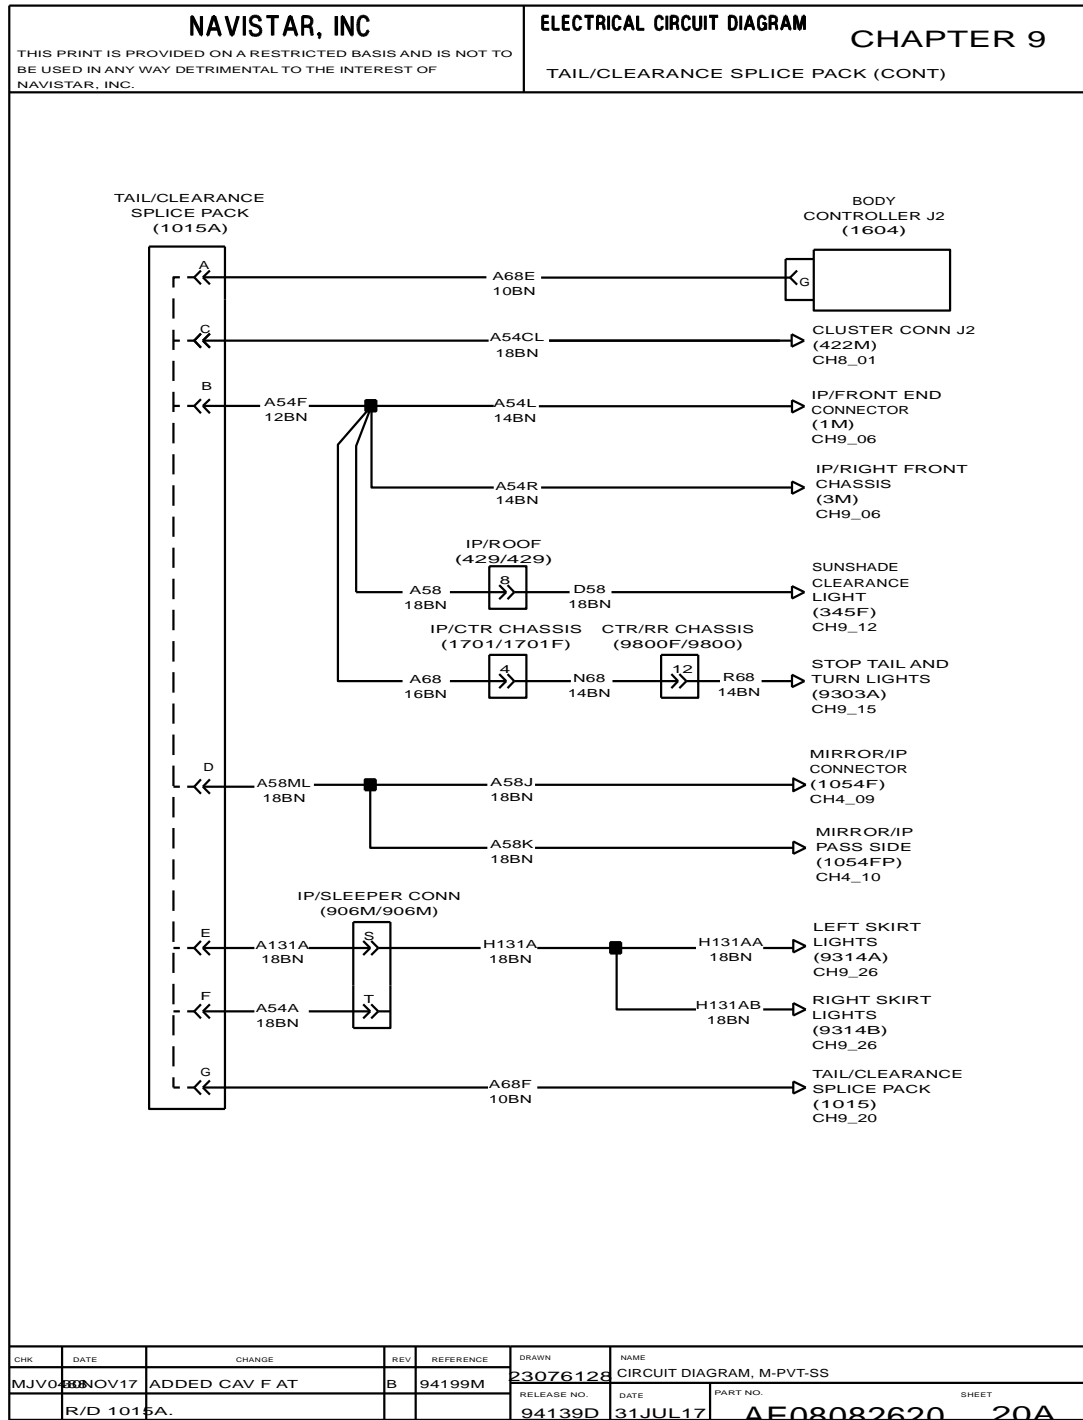 NAVISTAR, INC
THIS PRINT IS PROVIDED ON A RESTRICTED BASIS AND IS NOT TO
BE USED IN ANY WAY DETRIMENTAL TO THE INTEREST OF
NAVISTAR, INC.
ELECTRICAL CIRCUIT DIAGRAM
CHAPTER 9
TAIL/CLEARANCE SPLICE PACK (CONT)
TAIL/CLEARANCE
SPLICE PACK
(1015A)
BODY
CONTROLLER J2
(1604)
A
A68E
10BN
G
C
A54CL
18BN
CLUSTER CONN J2
(422M)
CH8_01
B
A54F
12BN
A54L
14BN
IP/FRONT END
CONNECTOR
(1M)
CH9_06
A54R
14BN
IP/RIGHT FRONT
CHASSIS
(3M)
CH9_06
IP/ROOF
(429/429)
A58
18BN
8
D58
18BN
SUNSHADE
CLEARANCE
LIGHT
(345F)
CH9_12
IP/CTR CHASSIS
(1701/1701F)
CTR/RR CHASSIS
(9800F/9800)
A68
16BN
4
N68
14BN
12
R68
14BN
STOP TAIL AND
TURN LIGHTS
(9303A)
CH9_15
D
A58ML
18BN
A58J
18BN
MIRROR/IP
CONNECTOR
(1054F)
CH4_09
A58K
18BN
MIRROR/IP
PASS SIDE
(1054FP)
CH4_10
IP/SLEEPER CONN
(906M/906M)
E
A131A
18BN
S
H131A
18BN
H131AA
18BN
LEFT SKIRT
LIGHTS
(9314A)
CH9_26
F
A54A
18BN
T
H131AB
18BN
RIGHT SKIRT
LIGHTS
(9314B)
CH9_26
G
A68F
10BN
TAIL/CLEARANCE
SPLICE PACK
(1015)
CH9_20
CHK DATE CHANGE REV REFERENCE
NOV17 ADDED CAV F AT B 94199M
R/D 1015A.
DRAWN
23076128
NAME
CIRCUIT DIAGRAM, M-PVT-SS
RELEASE NO.
94139D
DATE
31JUL17
PART NO.
AE08082620
SHEET
20A